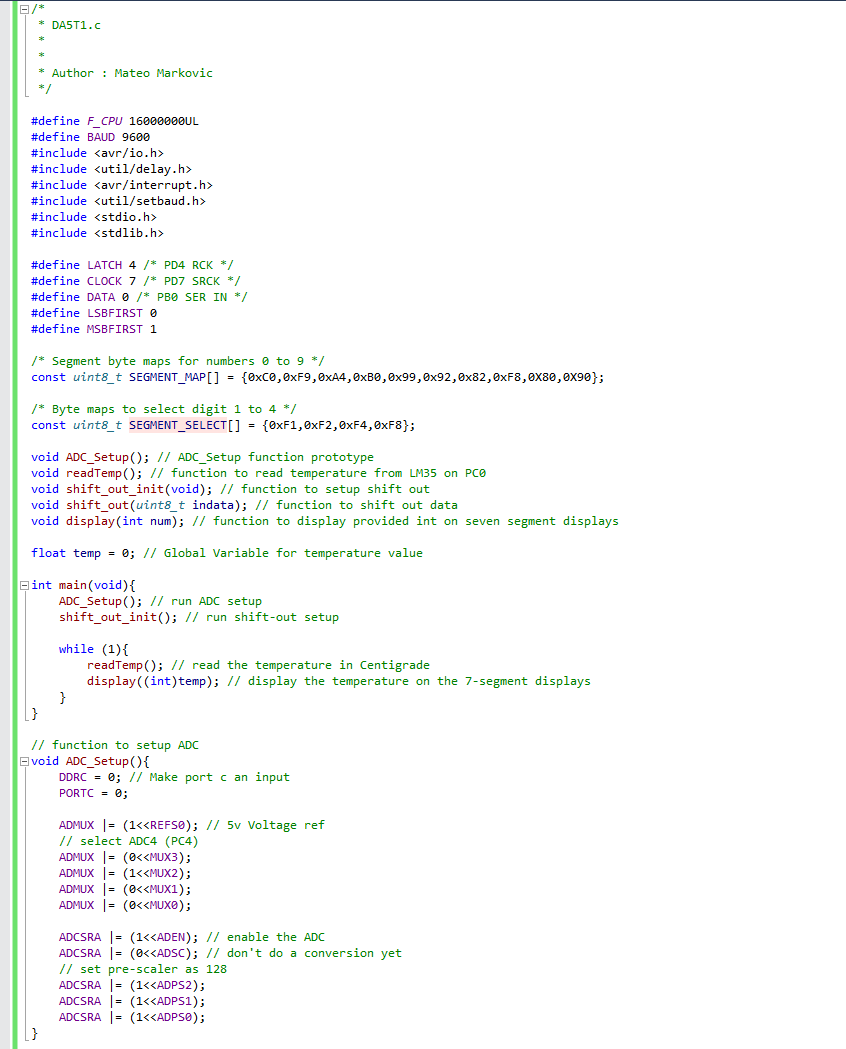 /*
 * DA5T1.c
 *
 *
 * Author : Mateo Markovic
 */

#define F_CPU 16000000UL
#define BAUD 9600
#include <avr/io.h>
#include <util/delay.h>
#include <avr/interrupt.h>
#include <util/setbaud.h>
#include <stdio.h>
#include <stdlib.h>

#define LATCH 4 /* PD4 RCK */
#define CLOCK 7 /* PD7 SRCK */
#define DATA 0 /* PB0 SER IN */
#define LSBFIRST 0
#define MSBFIRST 1

/* Segment byte maps for numbers 0 to 9 */
const uint8_t SEGMENT_MAP[] = {0xC0,0xF9,0xA4,0xB0,0x99,0x92,0x82,0xF8,0X80,0X90};

/* Byte maps to select digit 1 to 4 */
const uint8_t SEGMENT_SELECT[] = {0xF1,0xF2,0xF4,0xF8};

void ADC_Setup(); // ADC_Setup function prototype
void readTemp(); // function to read temperature from LM35 on PC0
void shift_out_init(void); // function to setup shift out
void shift_out(uint8_t indata); // function to shift out data
void display(int num); // function to display provided int on seven segment displays

float temp = 0; // Global Variable for temperature value

int main(void){
    ADC_Setup(); // run ADC setup
    shift_out_init(); // run shift-out setup

    while (1){
        readTemp(); // read the temperature in Centigrade
        display((int)temp); // display the temperature on the 7-segment displays
    }
}

// function to setup ADC
void ADC_Setup(){
    DDRC = 0; // Make port c an input
    PORTC = 0;

    ADMUX |= (1<<REFS0); // 5v Voltage ref
    // select ADC4 (PC4)
    ADMUX |= (0<<MUX3);
    ADMUX |= (1<<MUX2);
    ADMUX |= (0<<MUX1);
    ADMUX |= (0<<MUX0);

    ADCSRA |= (1<<ADEN); // enable the ADC
    ADCSRA |= (0<<ADSC); // don't do a conversion yet
    // set pre-scaler as 128
    ADCSRA |= (1<<ADPS2);
    ADCSRA |= (1<<ADPS1);
    ADCSRA |= (1<<ADPS0);
}